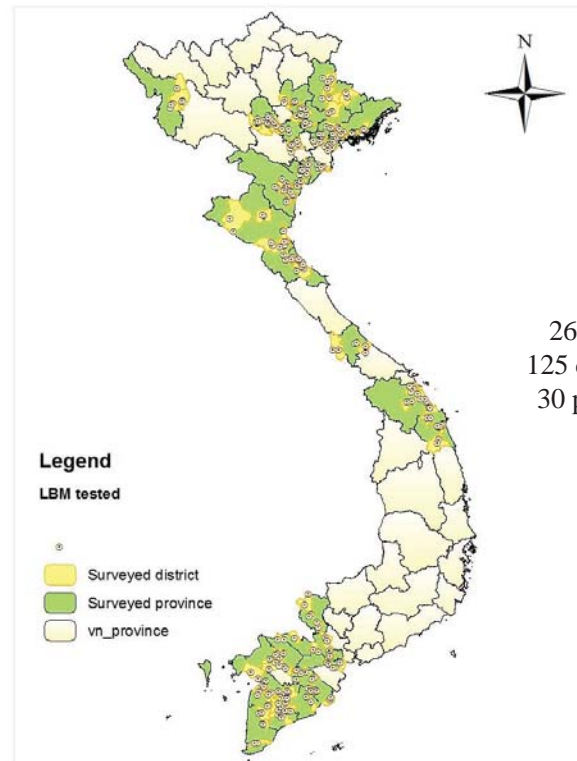 N
26
125
30 p
Legend
LBM tested
Surveyed district
Surveyed province
vn_province